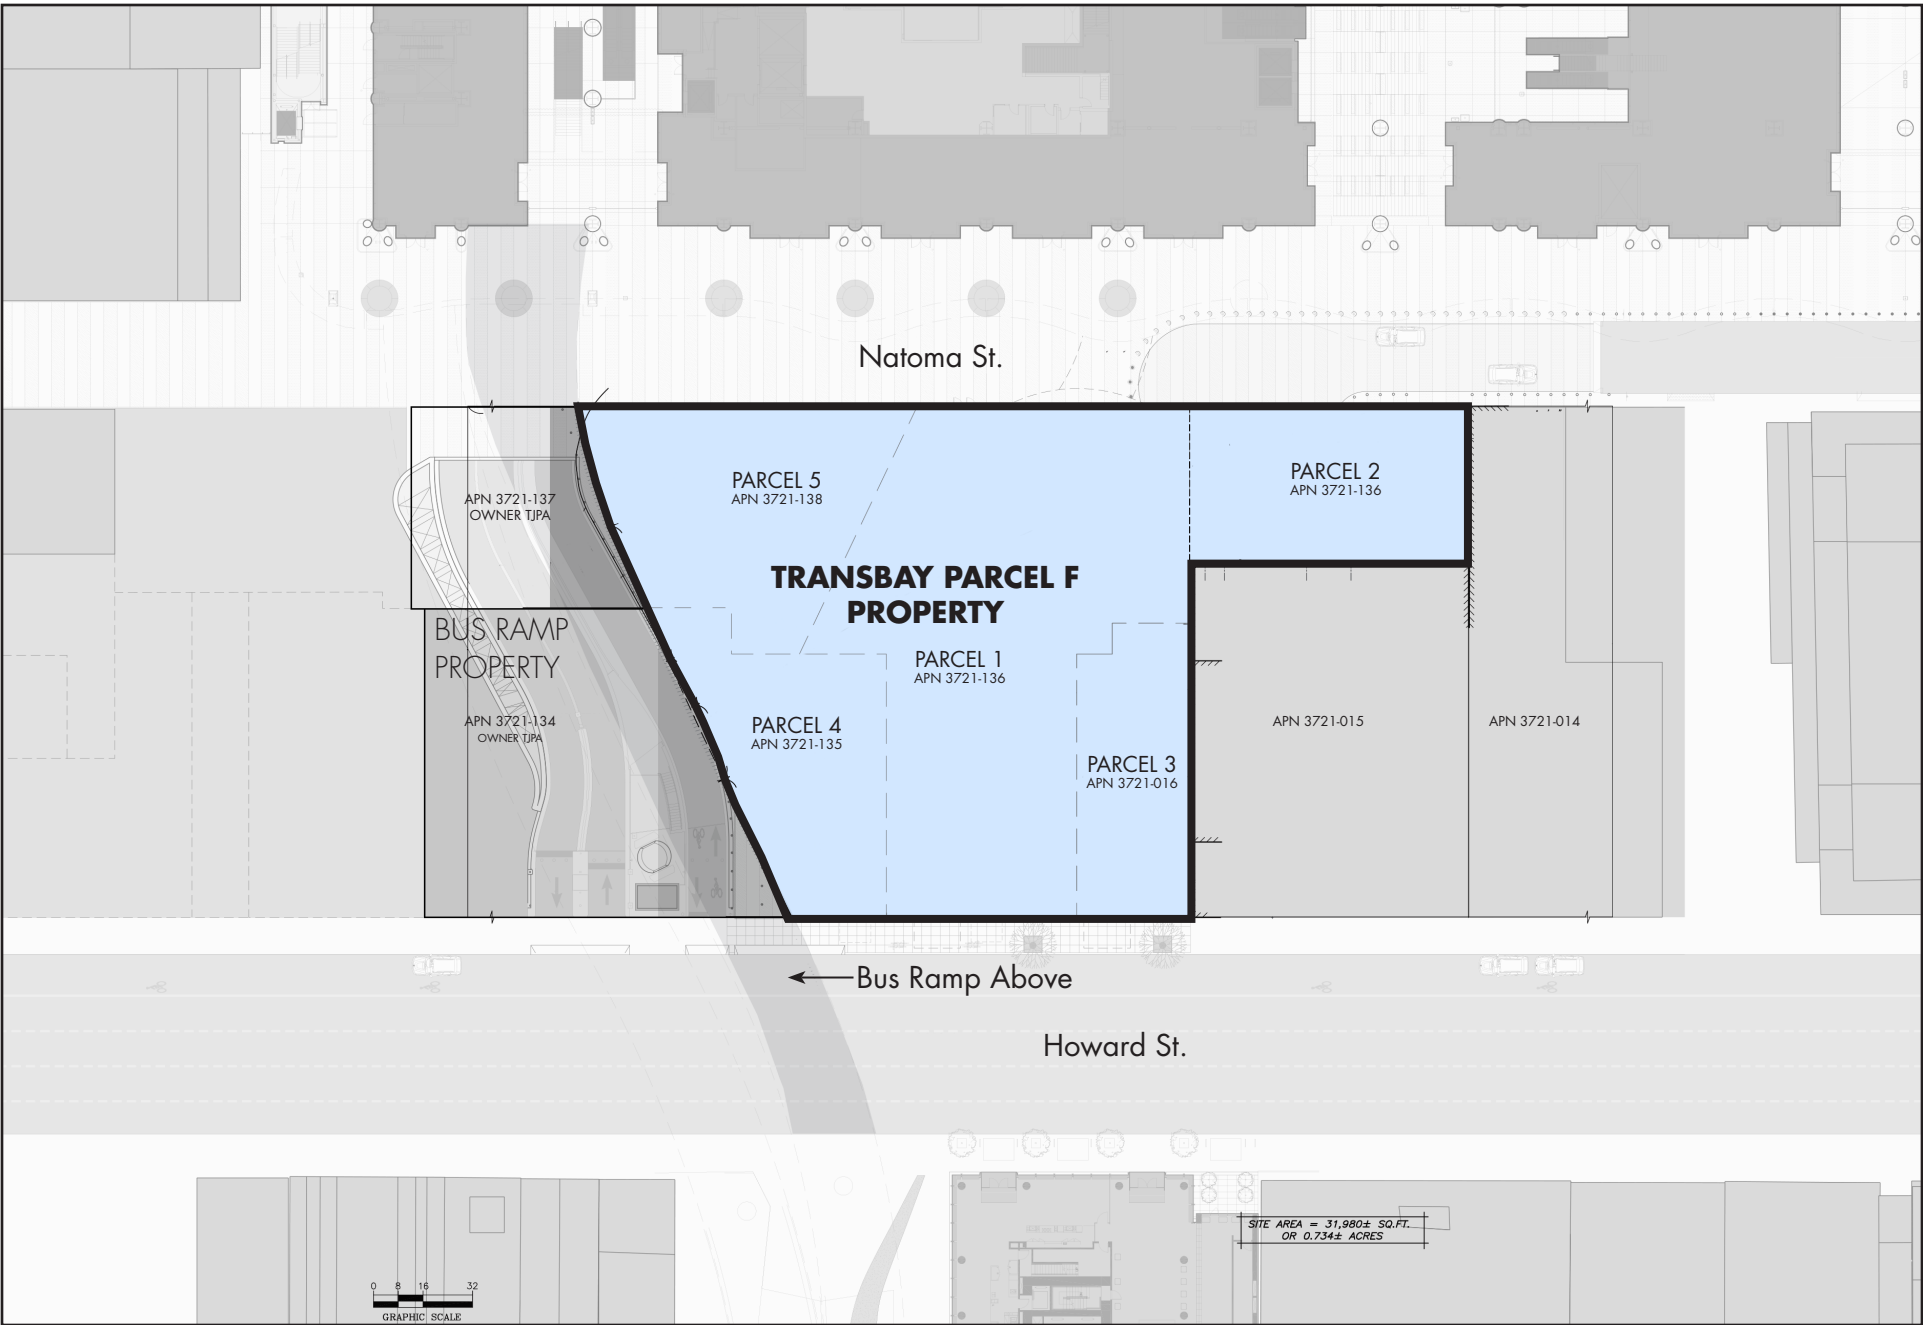 Natoma St.
PARCEL 5
APN 3721-138
PARCEL 2
APN 3721-136
APN 3721-137
OWNER TJPA
TRANSBAY PARCEL F
PROPERTY
BUS RAMP
PROPERTY
PARCEL 1
APN 3721-136
APN 3721-134
OWNER TJPA
PARCEL 4
APN 3721-135
PARCEL 3
APN 3721-016
APN 3721-015
APN 3721-014
Bus Ramp Above
Howard St.
SITE AREA = 31,980± SQ.FT.
OR 0.734± ACRES
0 8 16 32
GRAPHIC SCALE